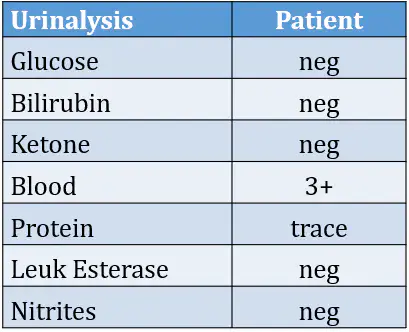 Urinalysis Patient
Glucose neg
Bilirubin neg
Ketone neg
Blood 3+
Protein trace
Leuk Esterase neg
Nitrites neg